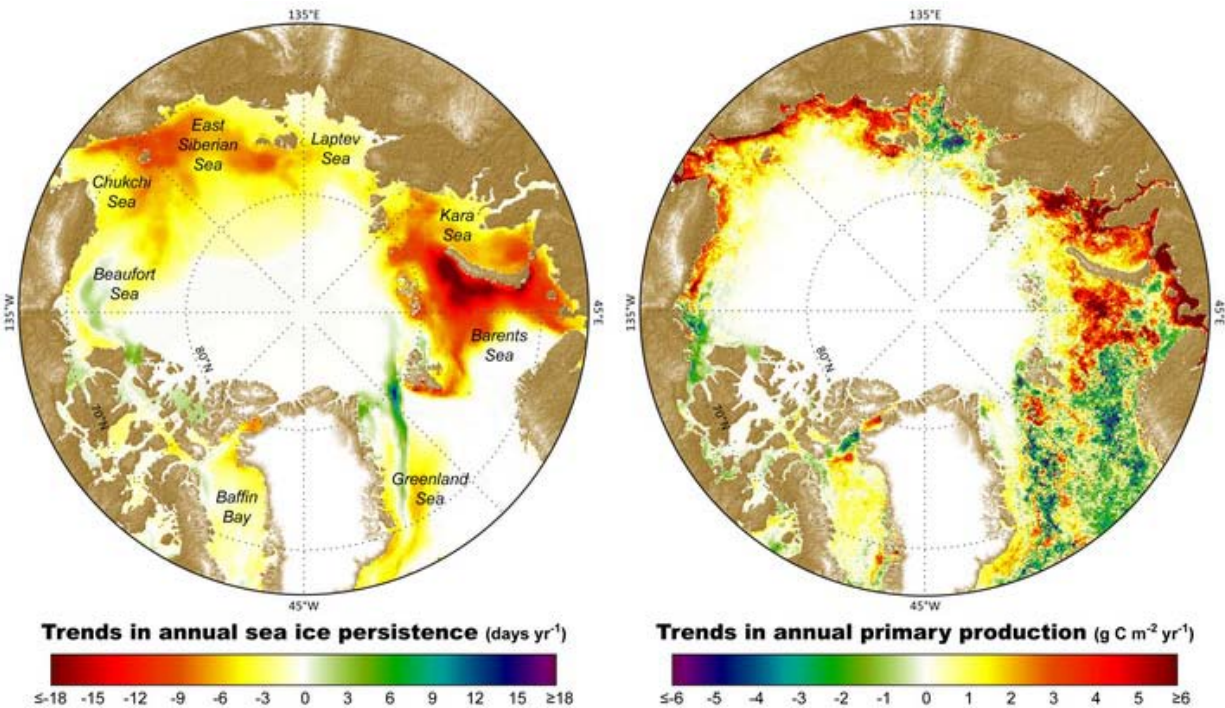 135°E
135°E
East
Siberian
Sea
Laptev
Sea
Chukchi
Sea
Kara
Sea
Beaufort
Sea
135°W
45°E
135°W
45°E
Barents
Sea
80°N
80°N
70°N
70°N
Greenland
Sea
Baffin
Bay
45°W
45°W
Trends in annual sea ice persistence (days yr⁻¹)
≤-18 -15 -12 -9 -6 -3 0 3 6 9 12 15 ≥18
Trends in annual primary production (g C m⁻² yr⁻¹)
≤-6 -5 -4 -3 -2 -1 0 1 2 3 4 5 ≥6